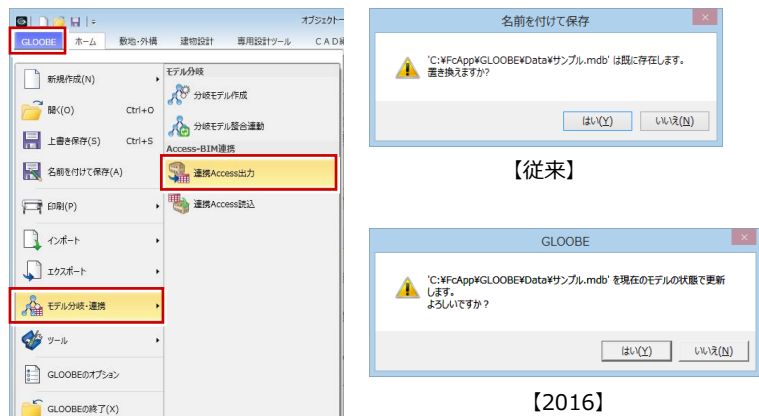 オブジェクト
GLOOBE
ホーム
敷地・外構
建物設計
専用設計ツール
CAD
新規作成(N)
開く(O)
Ctrl+O
上書き保存(S)
Ctrl+S
名前を付けて保存(A)
印刷(P)
インポート
エクスポート
モデル分岐・連携
ツール
GLOOBEのオプション
GLOOBEの終了(X)
モデル分岐
分岐モデル作成
分岐モデル整合連動
Access-BIM連携
連携Access出力
連携Access読込
名前を付けて保存
'C:¥FcApp¥GLOOBE¥Data¥サンプル.mdb' は既に存在します。
置き換えますか?
はい(Y)
いいえ(N)
【従来】
GLOOBE
'C:¥FcApp¥GLOOBE¥Data¥サンプル.mdb' を現在のモデルの状態で更新
します。
よろしいですか?
はい(Y)
いいえ(N)
【2016】